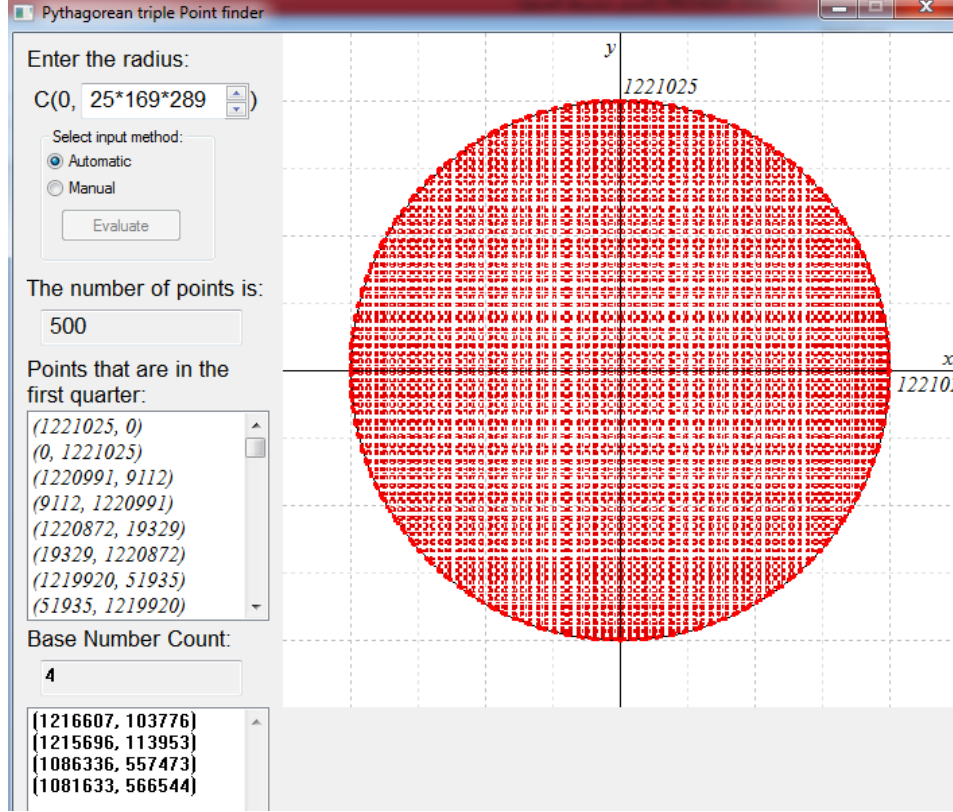 Pythagorean triple Point finder
Enter the radius:
C(0, 25*169*289 )
Select input method:
Automatic
Manual
Evaluate
The number of points is:
500
Points that are in the
first quarter:
(1221025, 0)
(0, 1221025)
(1220991, 9112)
(9112, 1220991)
(1220872, 19329)
(19329, 1220872)
(1219920, 51935)
(51935, 1219920)
Base Number Count:
4
(1216607, 103776)
(1215696, 113953)
(1086336, 557473)
(1081633, 566544)
y
1221025
x